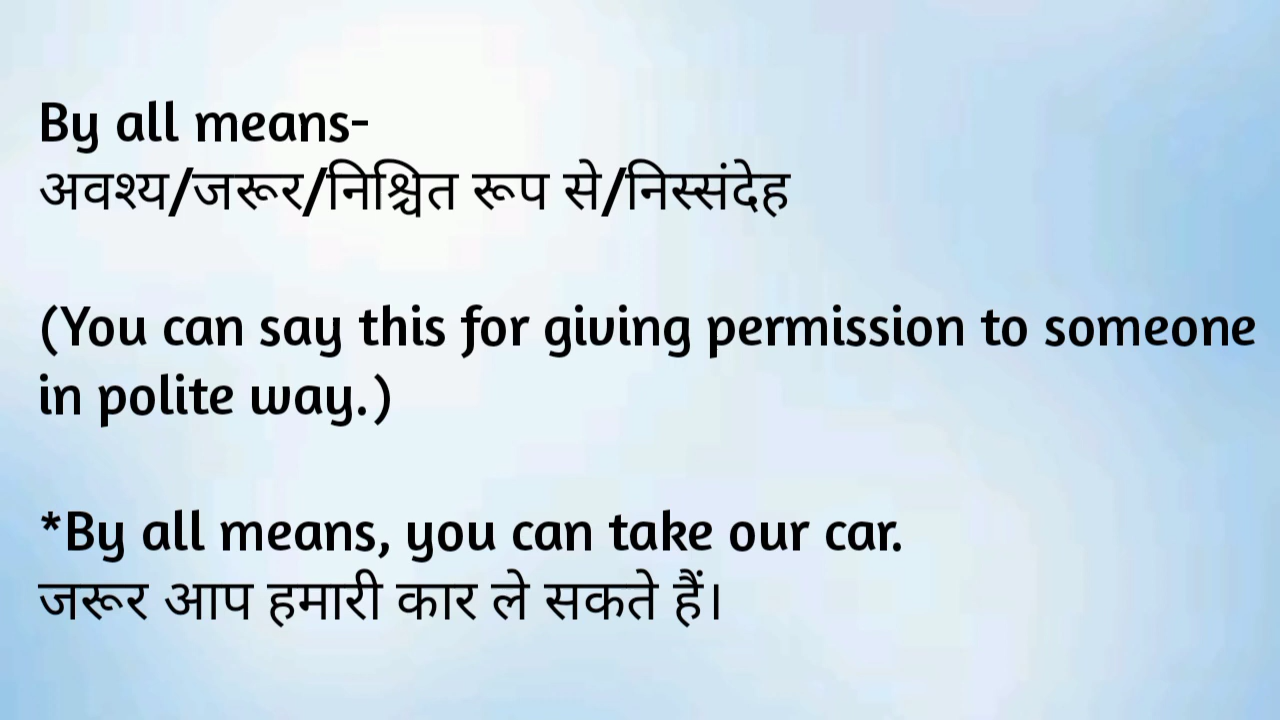 By all means-
अवश्य/जरूर/निश्चित रूप से/निस्संदेह
(You can say this for giving permission to someone
in polite way.)
*By all means, you can take our car.
जरूर आप हमारी कार ले सकते हैं।